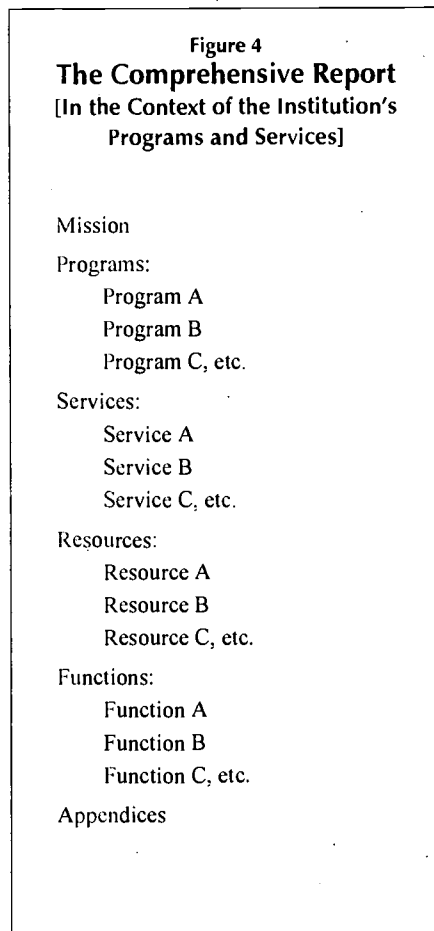 Figure 4
The Comprehensive Report
[In the Context of the Institution's
Programs and Services]
Mission
Programs:
Program A
Program B
Program C, etc.
Services:
Service A
Service B
Service C, etc.
Resources:
Resource A
Resource B
Resource C, etc.
Functions:
Function A
Function B
Function C, etc.
Appendices